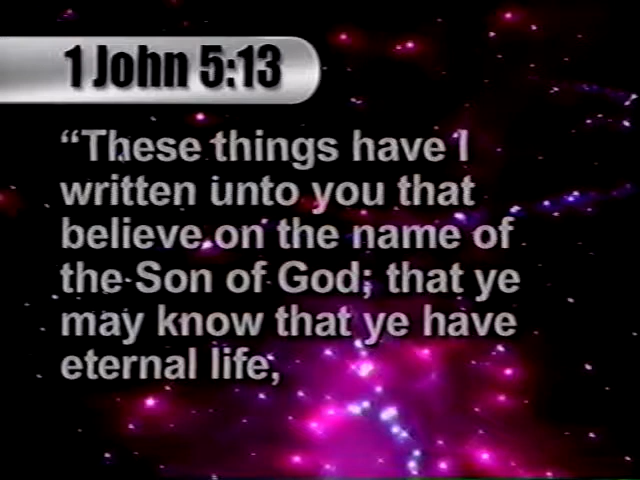 1 John 5:13
“These things have I
written unto you that
believe on the name of
the Son of God; that ye
may know that ye have
eternal life,